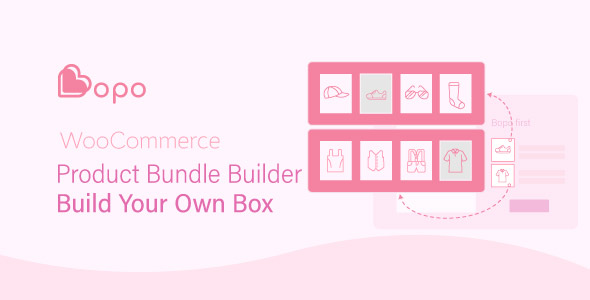 Bopo
WooCommerce
Product Bundle Builder
Build Your Own Box
Bopo first